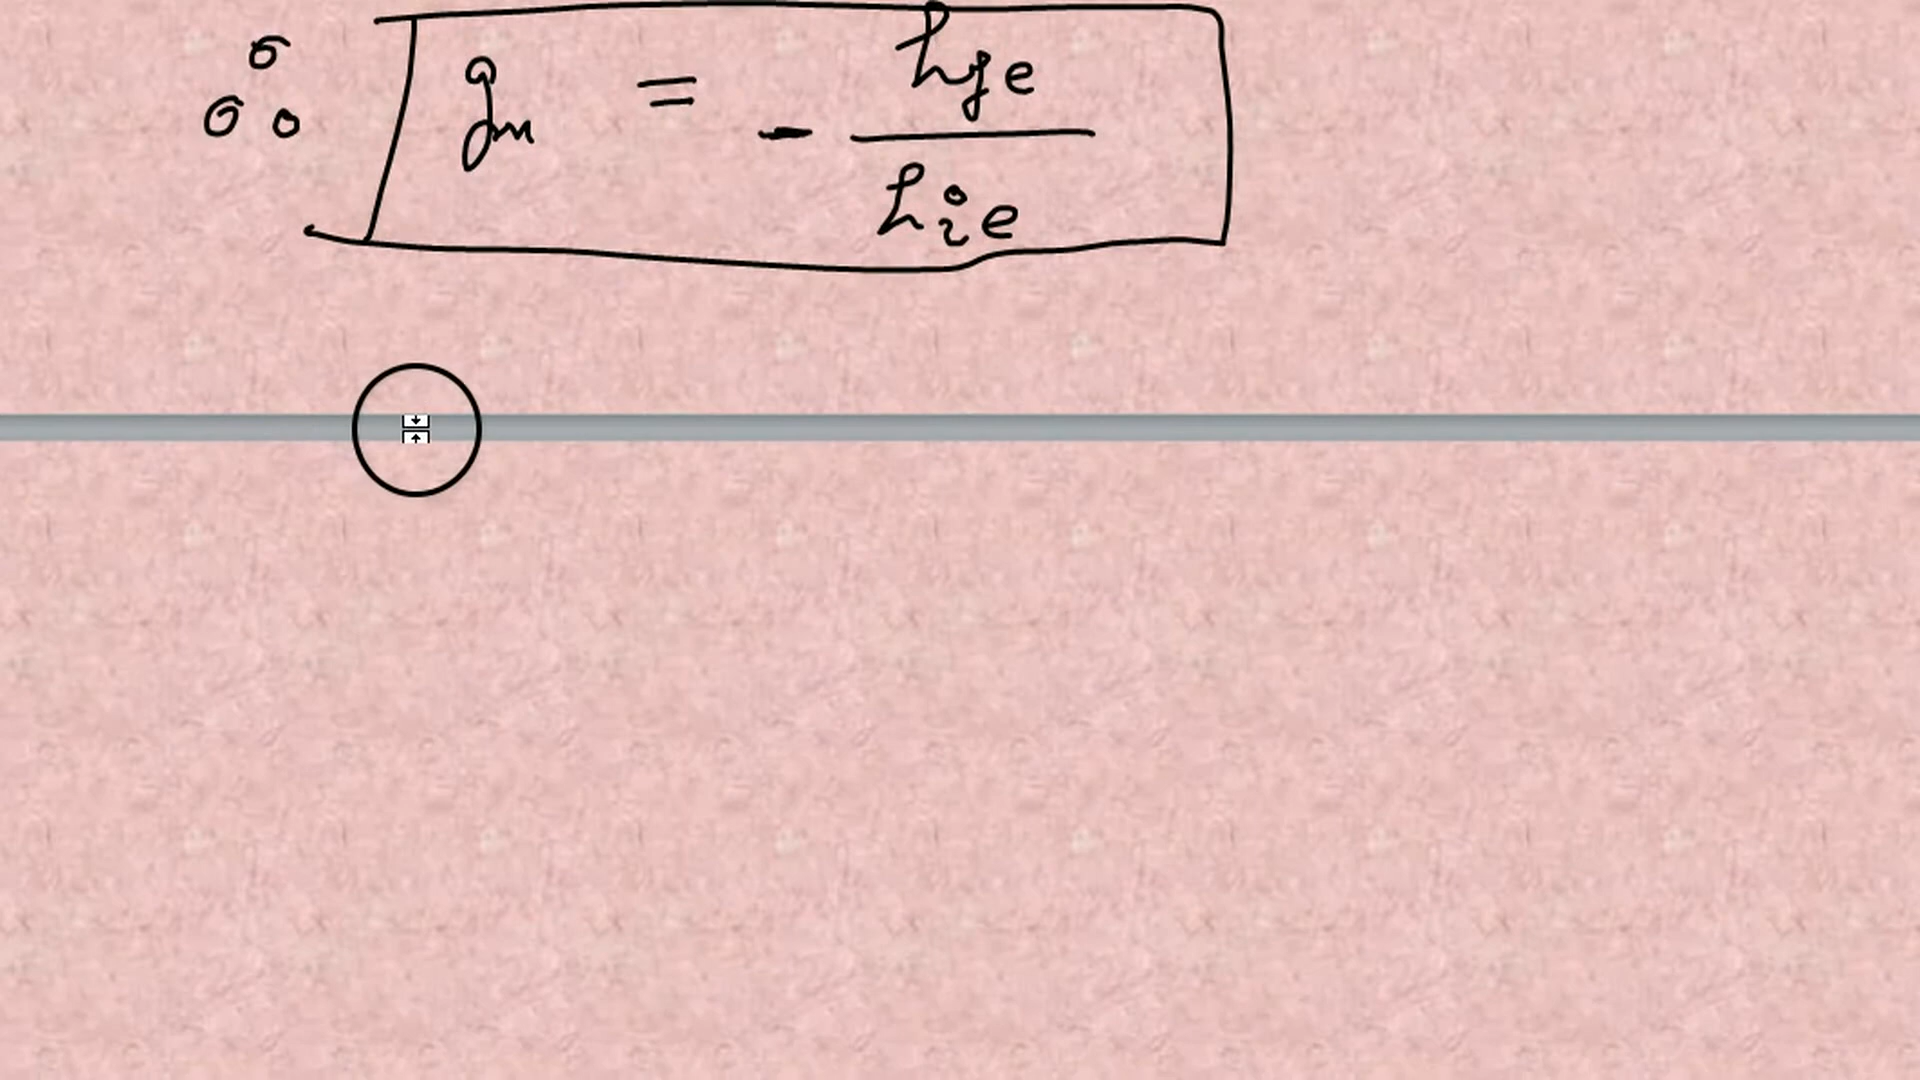 ∴ gm = - hfe / hie